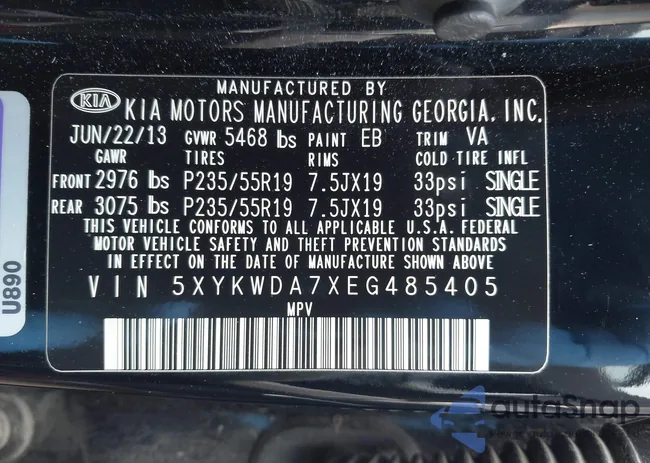 MANUFACTURED BY
KIA KIA MOTORS MANUFACTURING GEORGIA, INC.
JUN/22/13 GVWR 5468 lbs PAINT EB TRIM VA
GAWR TIRES RIMS COLD TIRE INFL
FRONT 2976 lbs P235/55R19 7.5JX19 33psi SINGLE
REAR 3075 lbs P235/55R19 7.5JX19 33psi SINGLE
THIS VEHICLE CONFORMS TO ALL APPLICABLE U.S.A. FEDERAL
MOTOR VEHICLE SAFETY AND THEFT PREVENTION STANDARDS
IN EFFECT ON THE DATE OF MANUFACTURE SHOWN ABOVE
VIN 5XYKWDA7XEG485405
MPV
U890
autoSnap